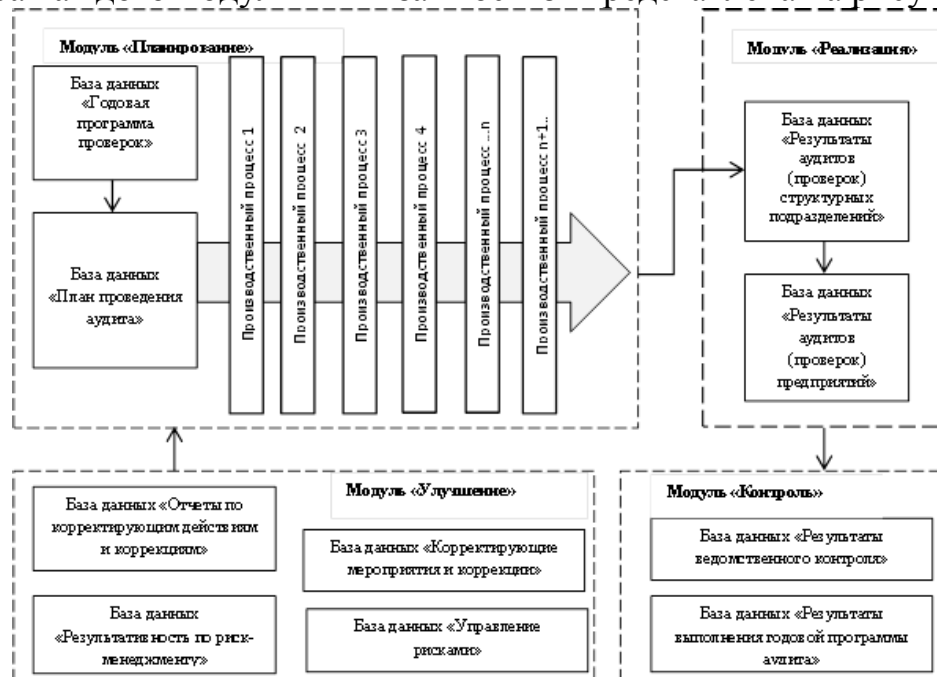 Модуль «Планирование»
База данных
«Годовая
программа
проверок»
База данных
«План проведения
аудита»
Производственный процесс 1
Производственный процесс 2
Производственный процесс 3
Производственный процесс 4
Производственный процесс ...n
Производственный процесс n+1..
Модуль «Реализация»
База данных
«Результаты
аудитов
(проверок)
структурных
подразделений»
База данных
«Результаты
аудитов
(проверок)
предприятий»
Модуль «Улучшение»
База данных «Отчеты по
корректирующим действиям
и коррекциям»
База данных
«Результативность по риск-
менеджменту»
База данных «Корректирующие
мероприятия и коррекции»
База данных «Управление
рисками»
Модуль «Контроль»
База данных «Результаты
ведомственного контроля»
База данных «Результаты
выполнения годовой программы
аудита»